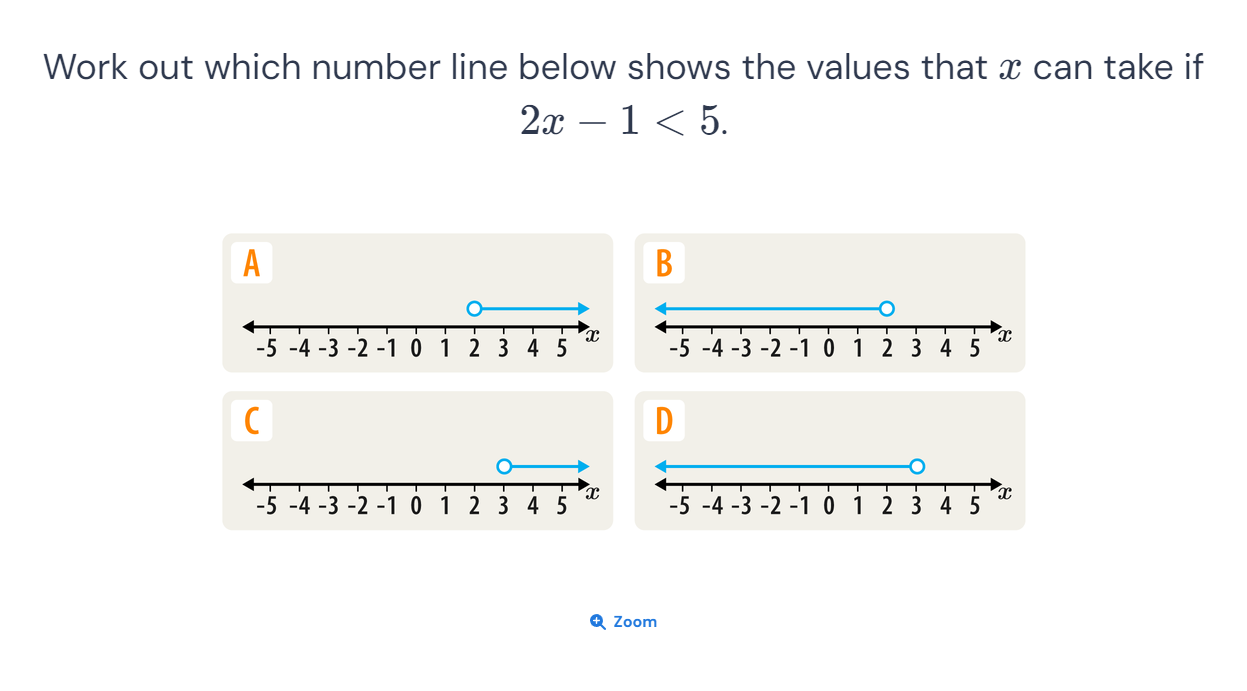 Work out which number line below shows the values that x can take if
2x − 1 < 5.
A
B
x
x
-5 -4 -3 -2 -1 0 1 2 3 4 5
-5 -4 -3 -2 -1 0 1 2 3 4 5
C
D
x
x
-5 -4 -3 -2 -1 0 1 2 3 4 5
-5 -4 -3 -2 -1 0 1 2 3 4 5
Zoom